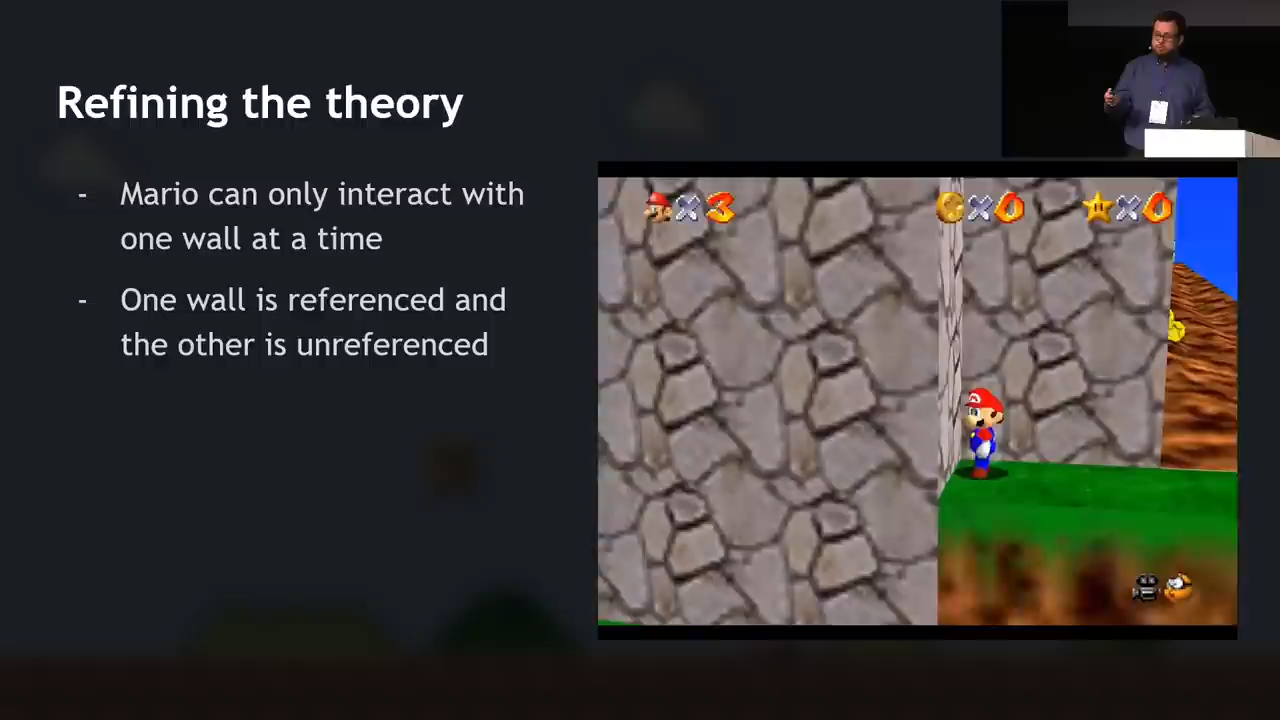 Refining the theory
- Mario can only interact with
one wall at a time
- One wall is referenced and
the other is unreferenced
×3 ×0 ×0